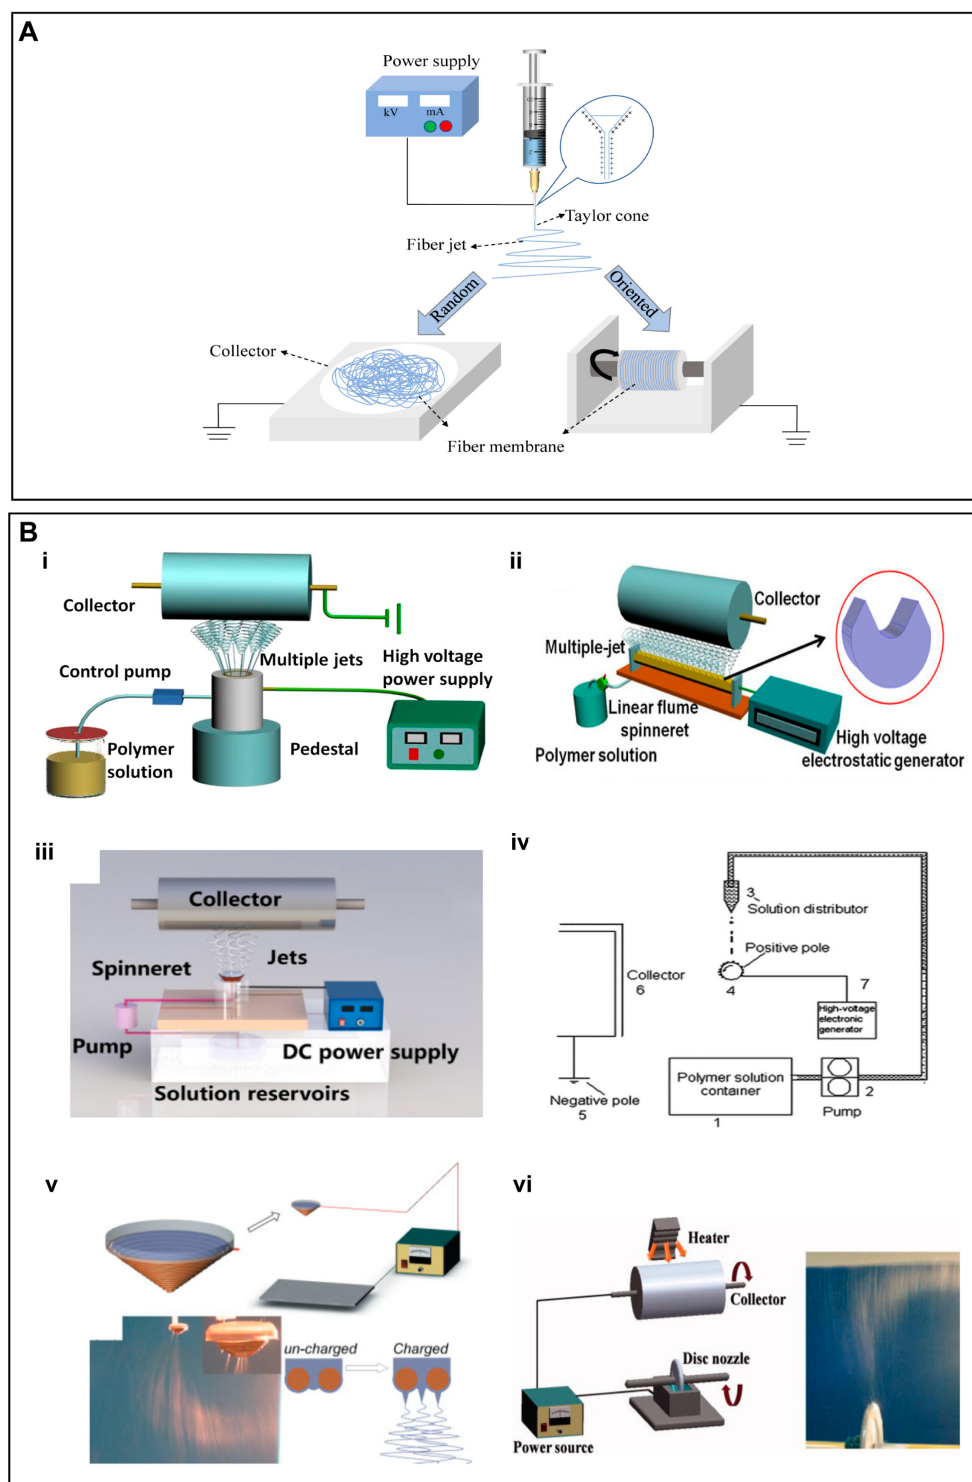 A
Power supply
kV
mA
Taylor cone
Fiber jet
Random
Oriented
Collector
Fiber membrane
B
i
Collector
Control pump
Multiple jets
High voltage
power supply
Polymer
solution
Pedestal
ii
Collector
Multiple-jet
Linear flume
spinneret
Polymer solution
High voltage
electrostatic generator
iii
Collector
Jets
Spinneret
Pump
DC power supply
Solution reservoirs
iv
3
Solution distributor
Positive pole
4
7
Collector
6
High-voltage
electronic
generator
Polymer solution
container
1
2
Pump
Negative pole
5
v
un-charged
Charged
vi
Heater
Collector
Disc nozzle
Power source